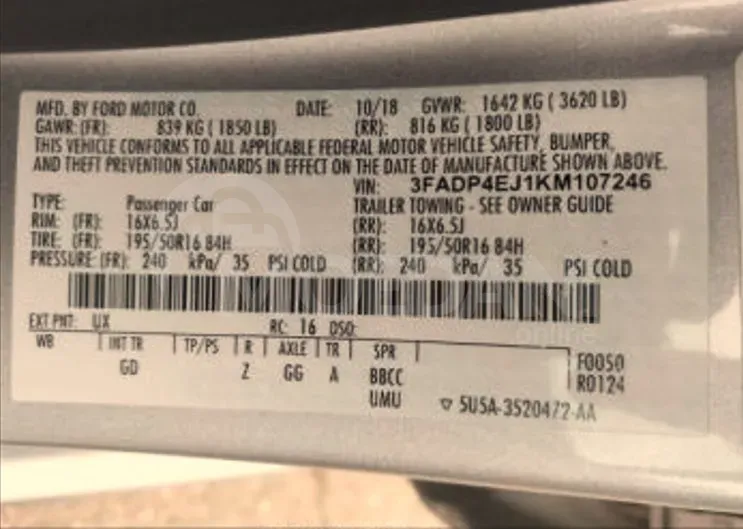 MFD. BY FORD MOTOR CO. DATE: 10/18 GVWR: 1642 KG ( 3620 LB)
GAWR: (FR): 839 KG ( 1850 LB) (RR): 816 KG ( 1800 LB)
THIS VEHICLE CONFORMS TO ALL APPLICABLE FEDERAL MOTOR VEHICLE SAFETY, BUMPER,
AND THEFT PREVENTION STANDARDS IN EFFECT ON THE DATE OF MANUFACTURE SHOWN ABOVE.
VIN: 3FADP4EJ1KM107246
TYPE: Passenger Car TRAILER TOWING - SEE OWNER GUIDE
RIM: (FR): 16X6.5J (RR): 16X6.5J
TIRE: (FR): 195/50R16 84H (RR): 195/50R16 84H
PRESSURE: (FR): 240 kPa/ 35 PSI COLD (RR): 240 kPa/ 35 PSI COLD
EXT PNT: UX RC: 16 DSO:
WB INT TR TP/PS R AXLE TR SPR F0050
GD Z GG A BBCC R0124
UMU ▽ 5U5A-3520472-AA